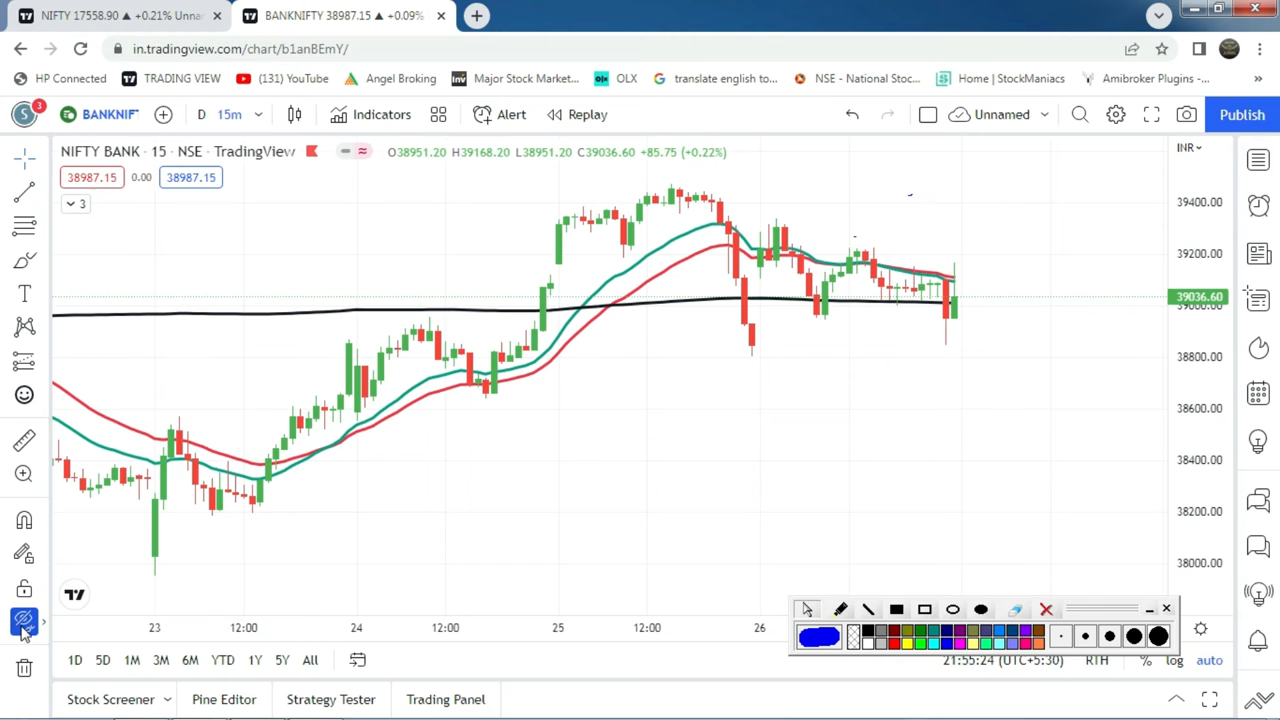 NIFTY 17558.90 ▲ +0.21% Unnar
BANKNIFTY 38987.15 ▲ +0.09%
in.tradingview.com/chart/b1anBEmY/
HP Connected
TRADING VIEW
(131) YouTube
Angel Broking
Inv
Major Stock Market...
OLX
translate english to...
NSE - National Stoc...
Home | StockManiacs
Amibroker Plugins -...
»
S
3
BANKNIF
D 15m
Indicators
Alert
Replay
Unnamed
Publish
NIFTY BANK · 15 · NSE · TradingView
O38951.20 H39168.20 L38951.20 C39036.60 +85.75 (+0.22%)
INR
38987.15 0.00 38987.15
3
39400.00
39200.00
39036.60
39000.00
38800.00
38600.00
38400.00
38200.00
38000.00
23 12:00 24 12:00 25 12:00 26
1D 5D 1M 3M 6M YTD 1Y 5Y All
21:55:24 (UTC+5:30) RTH % log auto
Stock Screener
Pine Editor
Strategy Tester
Trading Panel